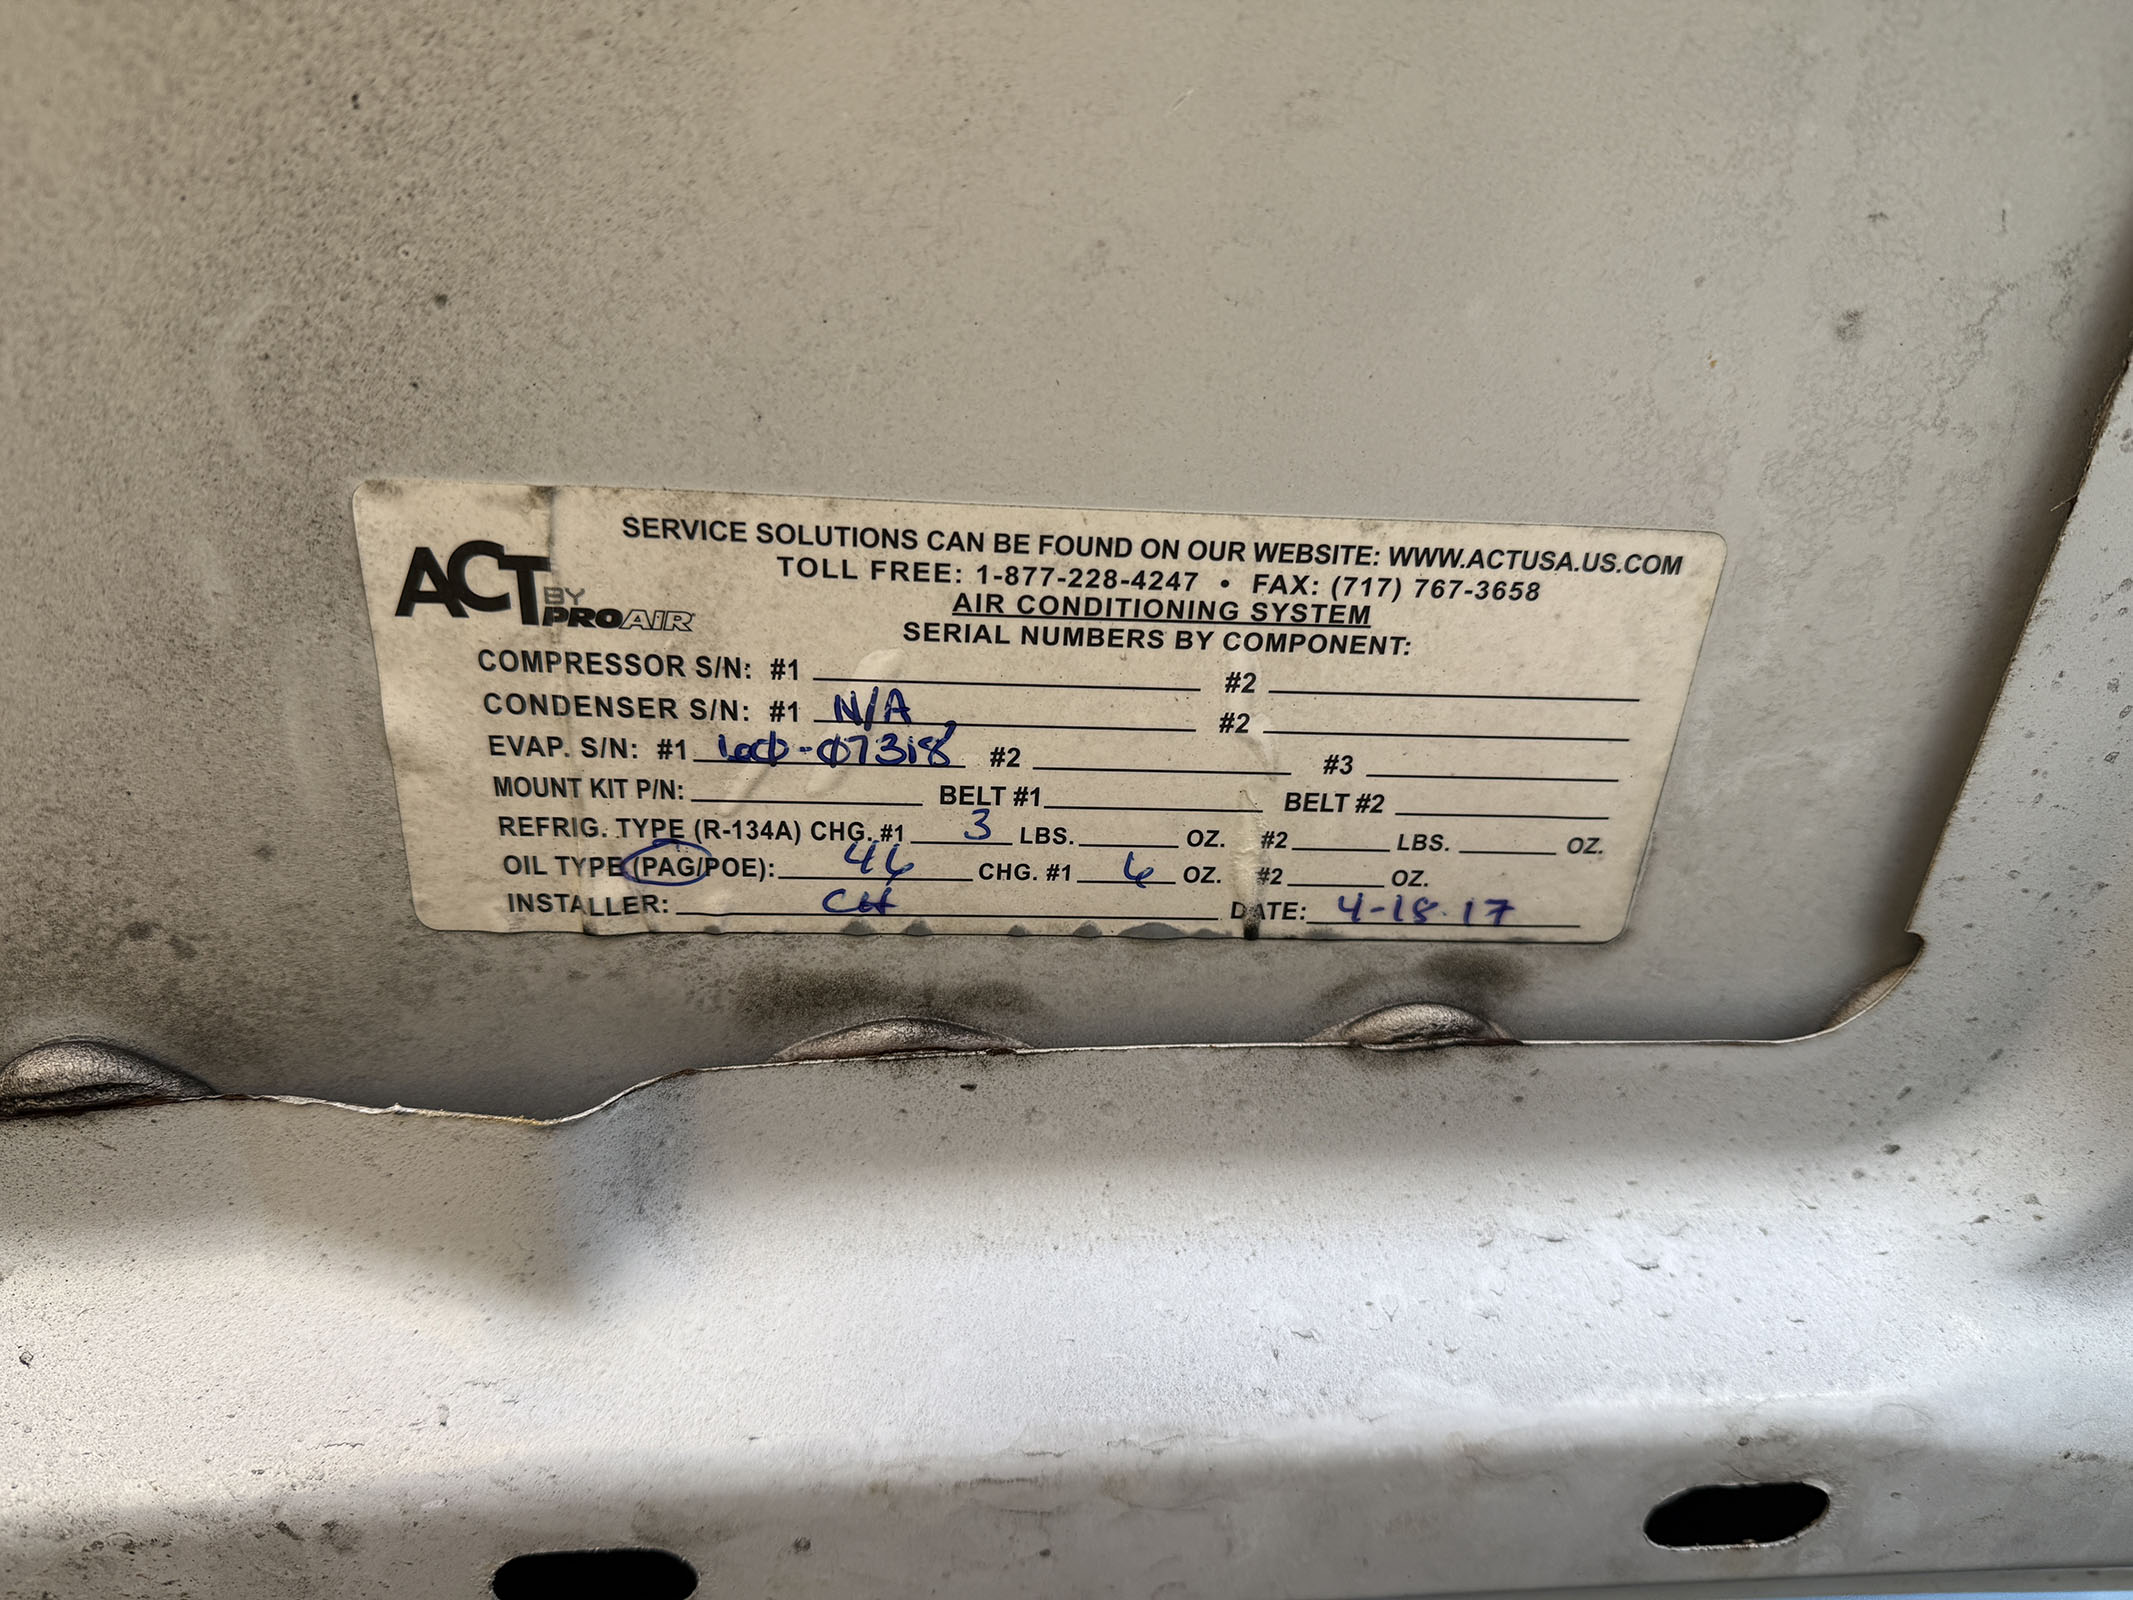 SERVICE SOLUTIONS CAN BE FOUND ON OUR WEBSITE: WWW.ACTUSA.US.COM
TOLL FREE: 1-877-228-4247 • FAX: (717) 767-3658
ACT BY PROAIR
AIR CONDITIONING SYSTEM
SERIAL NUMBERS BY COMPONENT:
COMPRESSOR S/N: #1 #2
CONDENSER S/N: #1 N/A #2
EVAP. S/N: #1 #2 #3
MOUNT KIT P/N: BELT #1 BELT #2
REFRIG. TYPE (R-134A) CHG. #1 3 LBS. OZ. #2 LBS. OZ.
OIL TYPE (PAG/POE): 46 CHG. #1 6 OZ. #2 OZ.
INSTALLER: CH DATE: 4-18-17